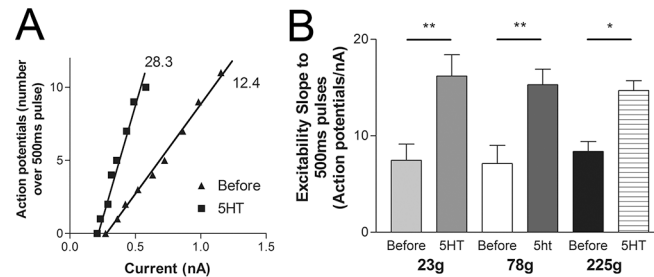 A
Action potentials (number
over 500ms pulse)
10
5
0
28.3
12.4
Before
5HT
0.0 0.5 1.0 1.5
Current (nA)
B
Excitability Slope to
500ms pulses
(Action potentials/nA)
20
10
0
** ** *
Before 5HT Before 5ht Before 5HT
23g 78g 225g